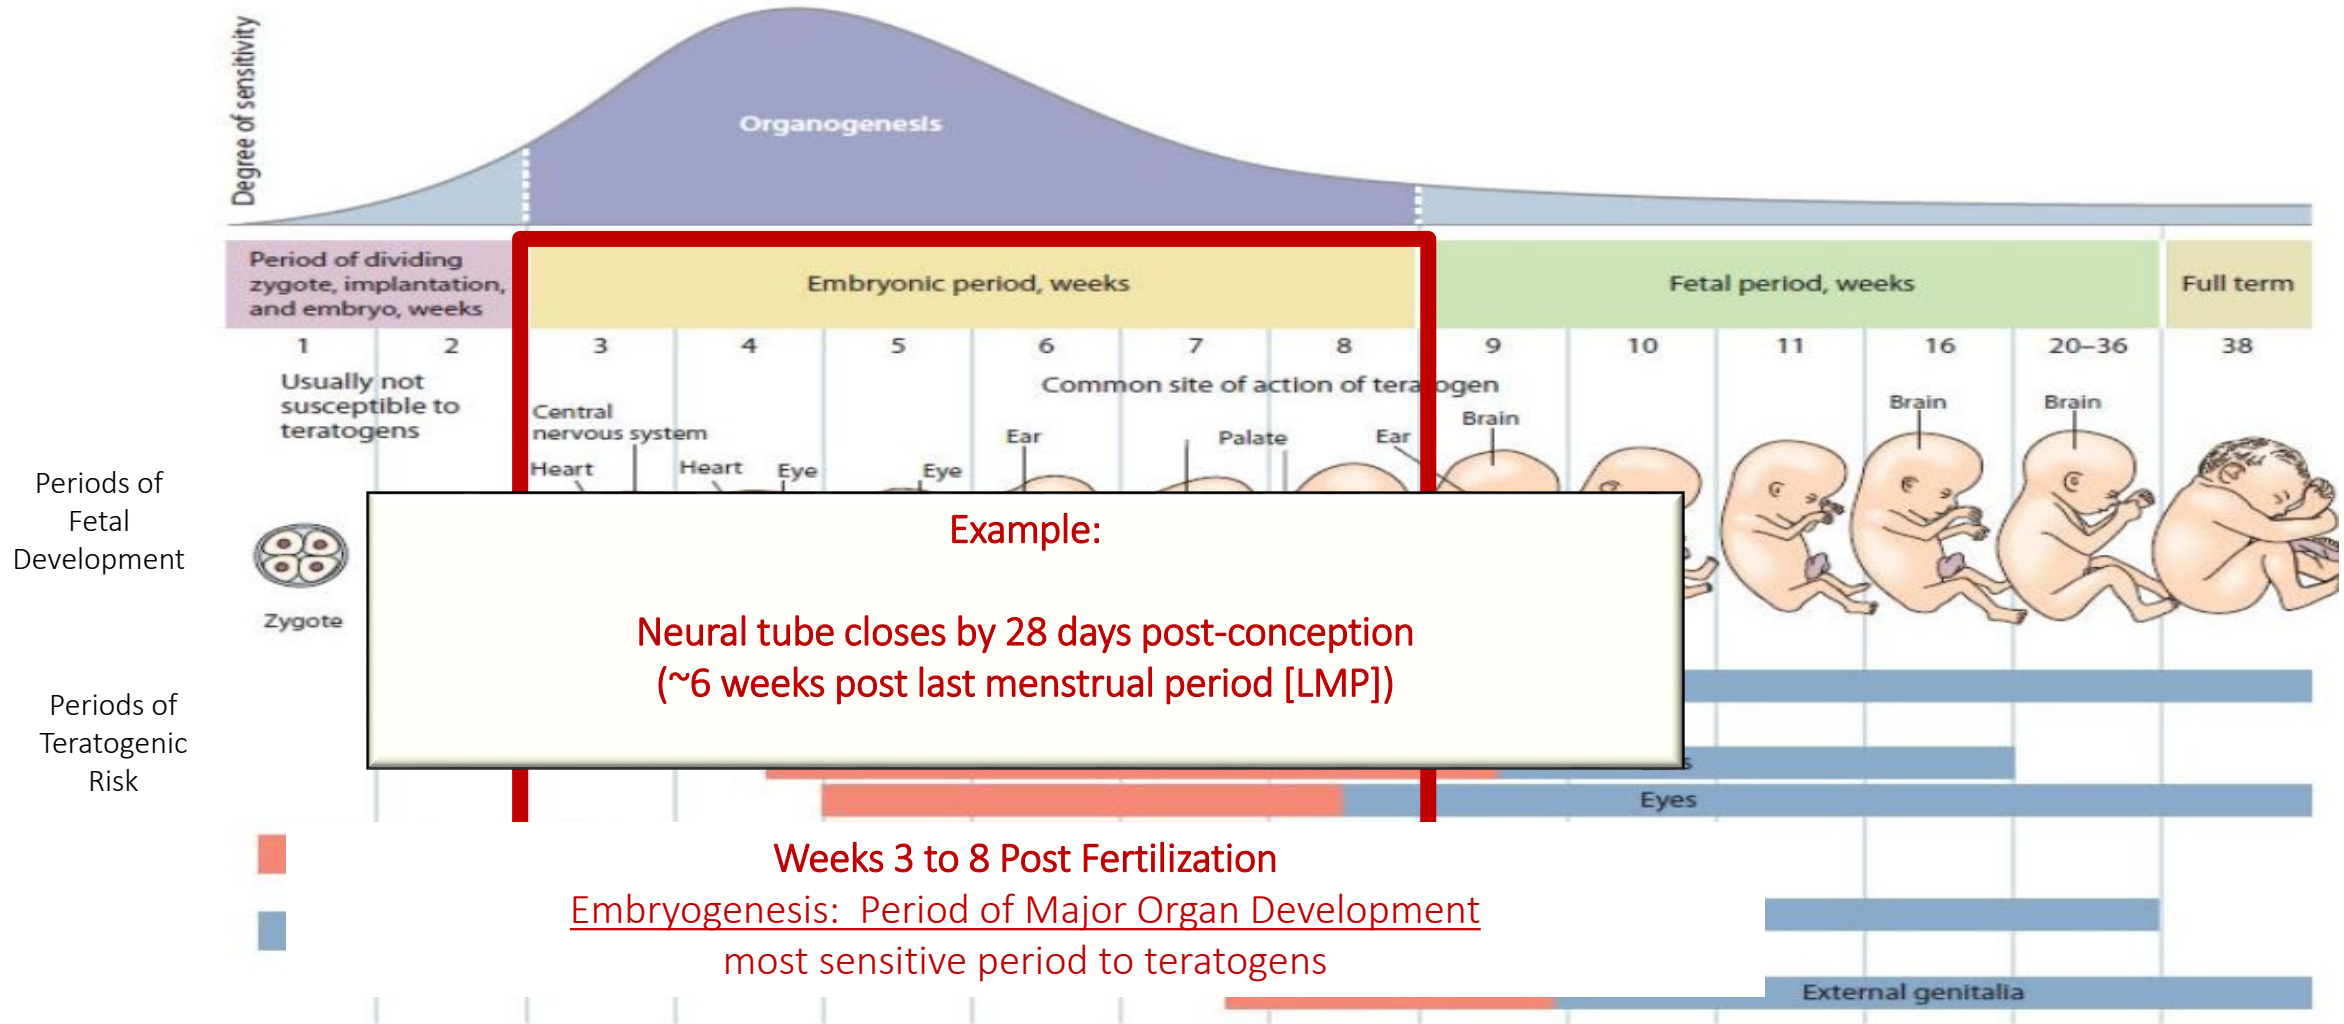 Degree of sensitivity
Organogenesis
Period of dividing
zygote, implantation,
and embryo, weeks
Embryonic period, weeks
Fetal period, weeks
Full term
1 2 3 4 5 6 7 8 9 10 11 16 20–36 38
Usually not
susceptible to
teratogens
Common site of action of teratogen
Central
nervous system
Heart
Heart
Eye
Eye
Ear
Palate
Ear
Brain
Brain
Brain
Periods of
Fetal
Development
Zygote
Example:
Neural tube closes by 28 days post-conception
(~6 weeks post last menstrual period [LMP])
Periods of
Teratogenic
Risk
Eyes
Weeks 3 to 8 Post Fertilization
Embryogenesis: Period of Major Organ Development
most sensitive period to teratogens
External genitalia